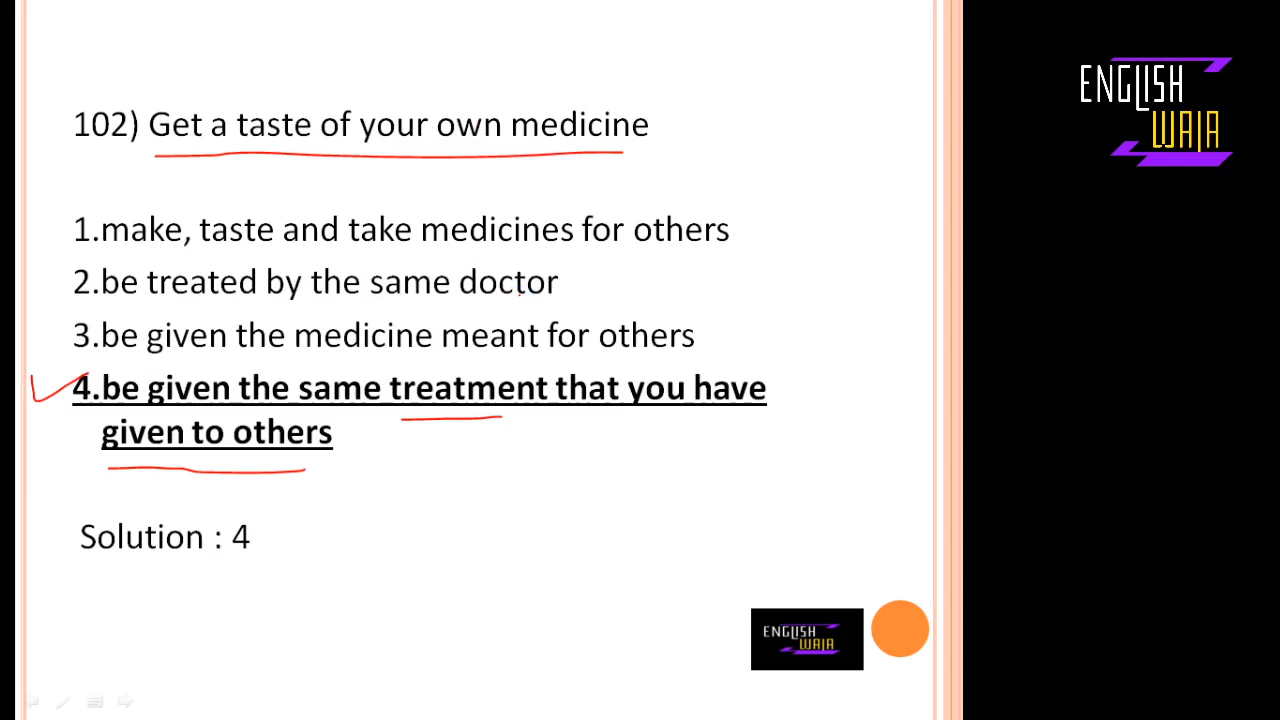 ENGLISH
WAJA
102) Get a taste of your own medicine
1.make, taste and take medicines for others
2.be treated by the same doctor
3.be given the medicine meant for others
4.be given the same treatment that you have
given to others
Solution : 4
ENGLISH
WAJA